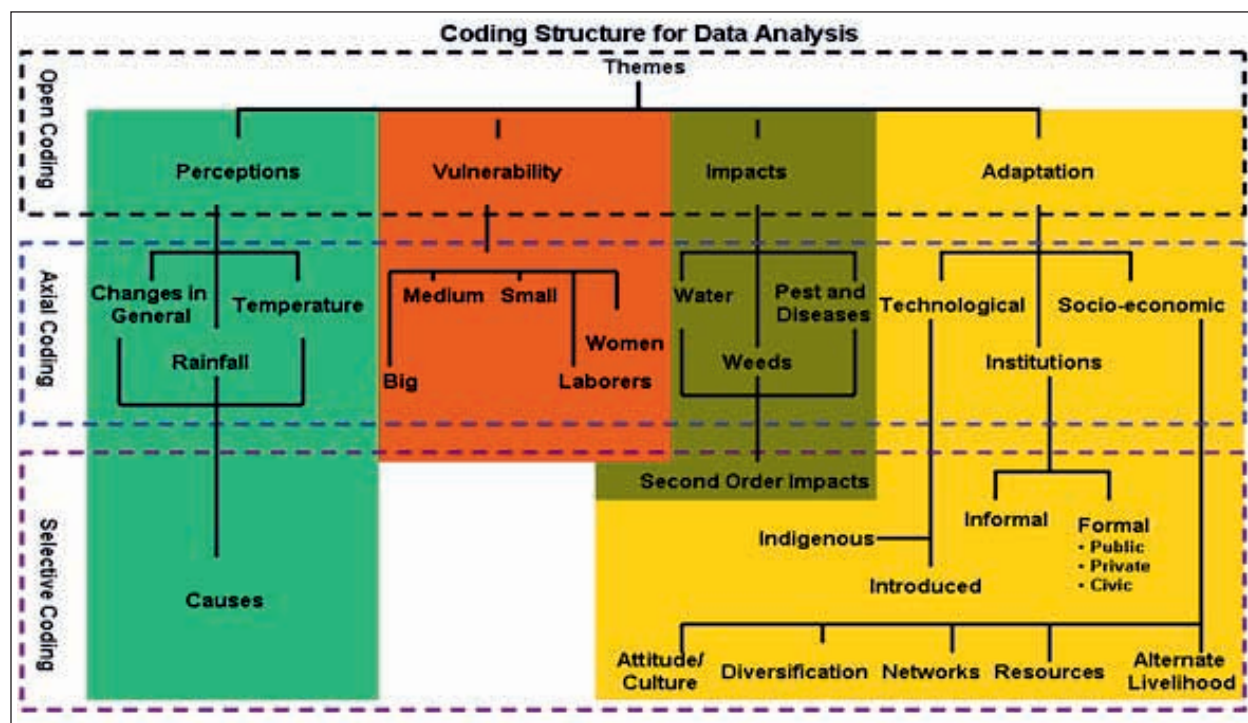 Coding Structure for Data Analysis
Themes
Open Coding
Perceptions
Vulnerability
Impacts
Adaptation
Axial Coding
Changes in
General
Temperature
Rainfall
Medium
Small
Women
Big
Laborers
Water
Pest and
Diseases
Weeds
Technological
Socio-economic
Institutions
Selective Coding
Second Order Impacts
Informal
Formal
• Public
• Private
• Civic
Indigenous
Introduced
Causes
Attitude/
Culture
Diversification
Networks
Resources
Alternate
Livelihood